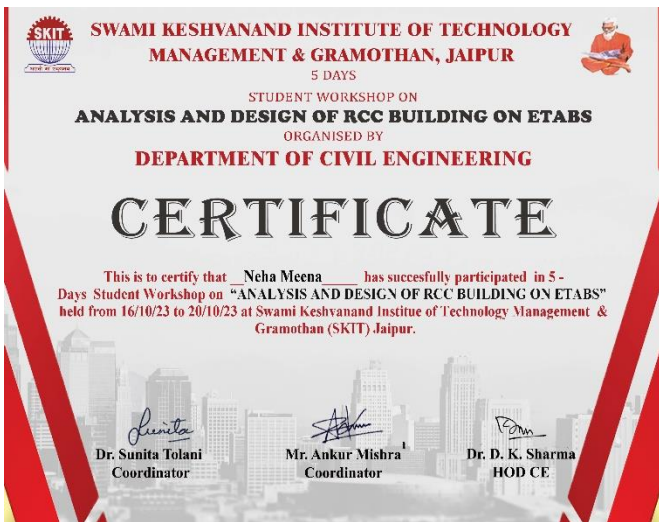 SKIT
SWAMI KESHVANAND INSTITUTE OF TECHNOLOGY
MANAGEMENT & GRAMOTHAN, JAIPUR
5 DAYS
STUDENT WORKSHOP ON
ANALYSIS AND DESIGN OF RCC BUILDING ON ETABS
ORGANISED BY
DEPARTMENT OF CIVIL ENGINEERING
CERTIFICATE
This is to certify that __Neha Meena_____ has succesfully participated in 5 -
Days Student Workshop on "ANALYSIS AND DESIGN OF RCC BUILDING ON ETABS"
held from 16/10/23 to 20/10/23 at Swami Keshvanand Institue of Technology Management &
Gramothan (SKIT) Jaipur.
Dr. Sunita Tolani
Coordinator
Mr. Ankur Mishra
Coordinator
Dr. D. K. Sharma
HOD CE